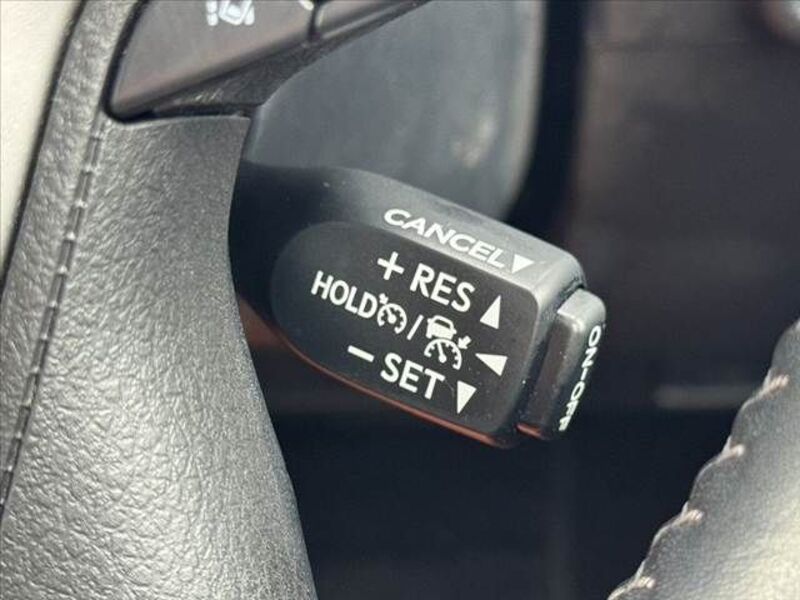 CANCEL▼
+ RES ▲
HOLD / ◀
− SET ▼
ON-OFF